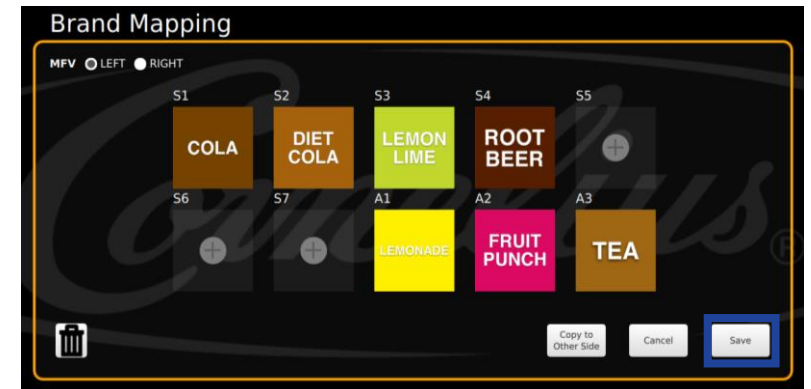 Brand Mapping
MFV LEFT RIGHT
S1 S2 S3 S4 S5
COLA
DIET
COLA
LEMON
LIME
ROOT
BEER
S6 S7 A1 A2 A3
LEMONADE
FRUIT
PUNCH
TEA
Cornelius®
Copy to
Other Side
Cancel
Save